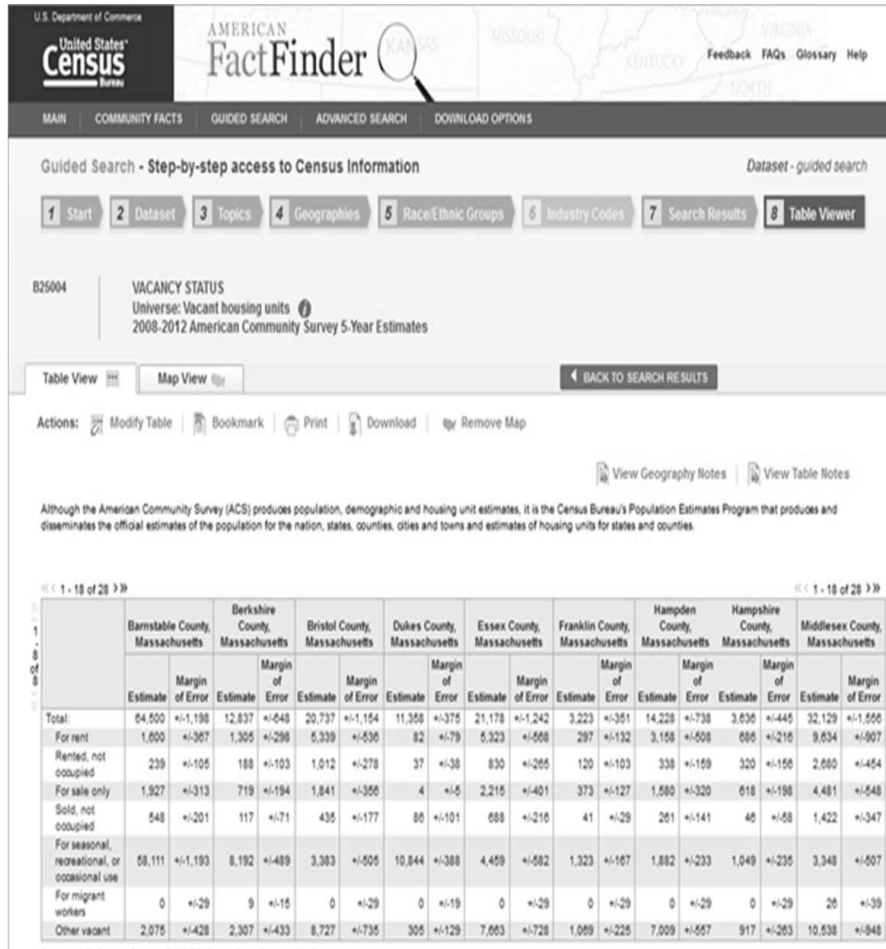 U.S. Department of Commerce
United States®
Census
Bureau
AMERICAN
FactFinder
KANSAS
MISSOURI
KENTUCKY
VIRGINIA
NORTH
Feedback FAQs Glossary Help
MAIN COMMUNITY FACTS GUIDED SEARCH ADVANCED SEARCH DOWNLOAD OPTIONS
Guided Search - Step-by-step access to Census Information
Dataset - guided search
1 Start 2 Dataset 3 Topics 4 Geographies 5 Race/Ethnic Groups 6 Industry Codes 7 Search Results 8 Table Viewer
B25004 VACANCY STATUS
Universe: Vacant housing units i
2008-2012 American Community Survey 5-Year Estimates
Table View Map View BACK TO SEARCH RESULTS
Actions: Modify Table | Bookmark | Print | Download | Remove Map
View Geography Notes | View Table Notes
Although the American Community Survey (ACS) produces population, demographic and housing unit estimates, it is the Census Bureau's Population Estimates Program that produces and
disseminates the official estimates of the population for the nation, states, counties, cities and towns and estimates of housing units for states and counties.
1 - 18 of 28 1 - 18 of 28
1 - 8 of 8
Barnstable County, Massachusetts Berkshire County, Massachusetts Bristol County, Massachusetts Dukes County, Massachusetts Essex County, Massachusetts Franklin County, Massachusetts Hampden County, Massachusetts Hampshire County, Massachusetts Middlesex County, Massachusetts
Estimate Margin of Error Estimate Margin of Error Estimate Margin of Error Estimate Margin of Error Estimate Margin of Error Estimate Margin of Error Estimate Margin of Error Estimate Margin of Error Estimate Margin of Error
Total: 64,500 +/-1,198 12,837 +/-648 20,737 +/-1,154 11,358 +/-375 21,178 +/-1,242 3,223 +/-351 14,228 +/-738 3,636 +/-445 32,129 +/-1,556
For rent 1,600 +/-367 1,305 +/-298 5,339 +/-536 82 +/-79 5,323 +/-568 297 +/-132 3,158 +/-508 686 +/-216 9,634 +/-907
Rented, not occupied 239 +/-105 188 +/-103 1,012 +/-278 37 +/-38 830 +/-265 120 +/-103 338 +/-159 320 +/-156 2,680 +/-454
For sale only 1,927 +/-313 719 +/-194 1,841 +/-356 4 +/-5 2,215 +/-401 373 +/-127 1,580 +/-320 618 +/-198 4,481 +/-548
Sold, not occupied 548 +/-201 117 +/-71 435 +/-177 86 +/-101 688 +/-216 41 +/-29 261 +/-141 46 +/-58 1,422 +/-347
For seasonal, recreational, or occasional use 58,111 +/-1,193 8,192 +/-489 3,383 +/-505 10,844 +/-388 4,459 +/-582 1,323 +/-167 1,882 +/-233 1,049 +/-235 3,348 +/-507
For migrant workers 0 +/-29 9 +/-15 0 +/-29 0 +/-19 0 +/-29 0 +/-29 0 +/-29 0 +/-29 26 +/-39
Other vacant 2,075 +/-428 2,307 +/-433 8,727 +/-735 305 +/-129 7,663 +/-728 1,069 +/-225 7,009 +/-557 917 +/-263 10,538 +/-948